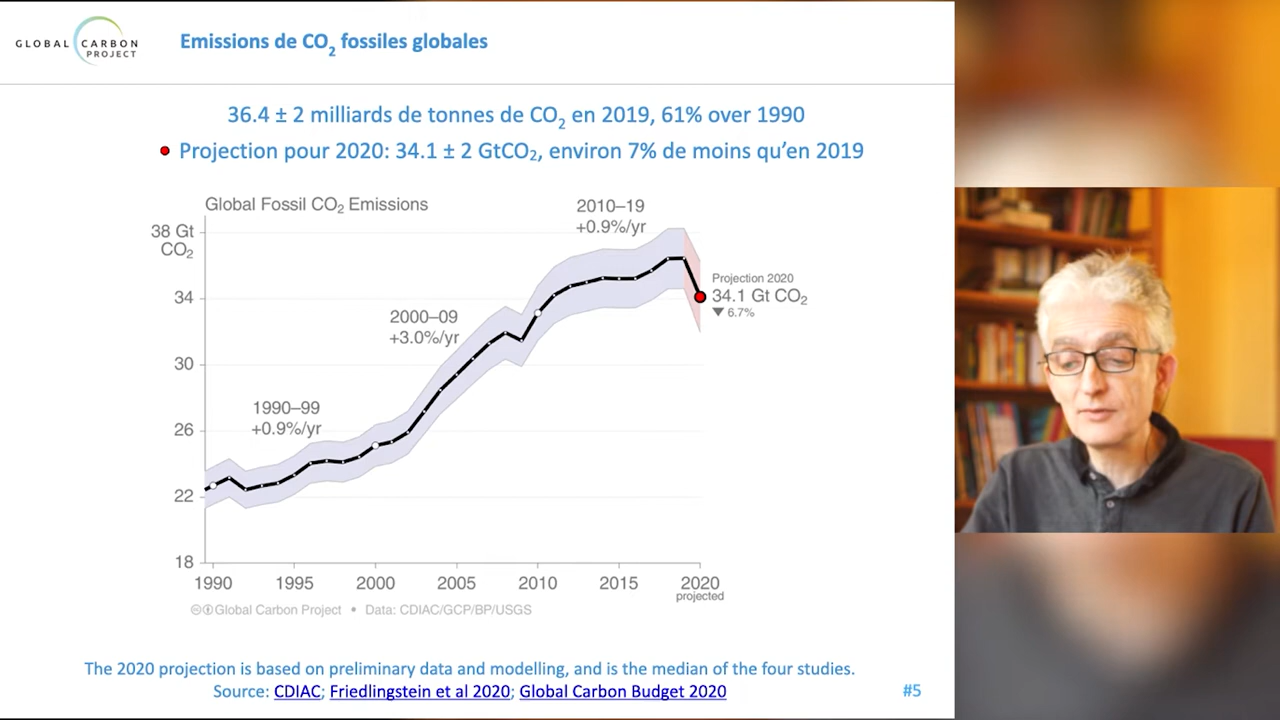 GLOBAL CARBON
PROJECT
Emissions de CO₂ fossiles globales
36.4 ± 2 milliards de tonnes de CO₂ en 2019, 61% over 1990
Projection pour 2020: 34.1 ± 2 GtCO₂, environ 7% de moins qu’en 2019
Global Fossil CO₂ Emissions
38 Gt
CO₂
34
30
26
22
18
1990–99
+0.9%/yr
2000–09
+3.0%/yr
2010–19
+0.9%/yr
Projection 2020
34.1 Gt CO₂
▼ 6.7%
1990 1995 2000 2005 2010 2015 2020
projected
Global Carbon Project • Data: CDIAC/GCP/BP/USGS
The 2020 projection is based on preliminary data and modelling, and is the median of the four studies.
Source: CDIAC; Friedlingstein et al 2020; Global Carbon Budget 2020
#5